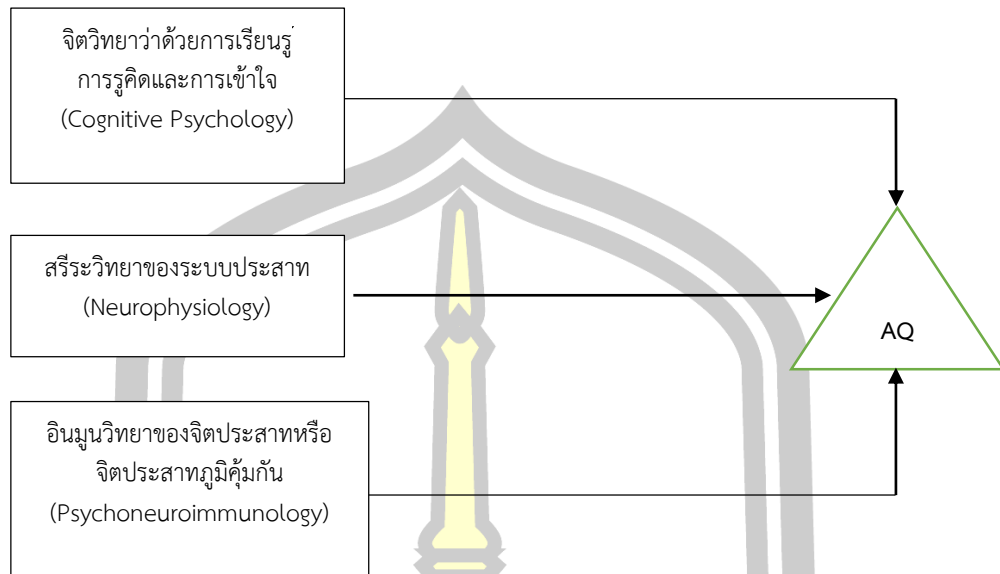 จิตวิทยาว่าด้วยการเรียนรู้
การรูคิดและการเข้าใจ
(Cognitive Psychology)
สรีระวิทยาของระบบประสาท
(Neurophysiology)
AQ
อินมูนวิทยาของจิตประสาทหรือ
จิตประสาทภูมิคุ้มกัน
(Psychoneuroimmunology)